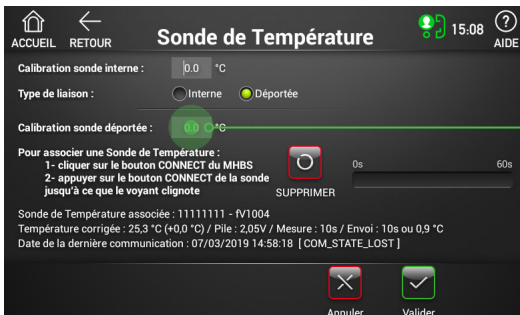 ACCUEIL
RETOUR
Sonde de Température
15:08
AIDE
Calibration sonde interne :
0.0 °C
Type de liaison :
Interne
Déportée
Calibration sonde déportée :
0.0 °C
Pour associer une Sonde de Température :
1- cliquer sur le bouton CONNECT du MHBS
2- appuyer sur le bouton CONNECT de la sonde
jusqu'à ce que le voyant clignote
SUPPRIMER
0s
60s
Sonde de Température associée : 11111111 - fV1004
Température corrigée : 25,3 °C (+0,0 °C) / Pile : 2,05V / Mesure : 10s / Envoi : 10s ou 0,9 °C
Date de la dernière communication : 07/03/2019 14:58:18 [ COM_STATE_LOST ]
Annuler
Valider